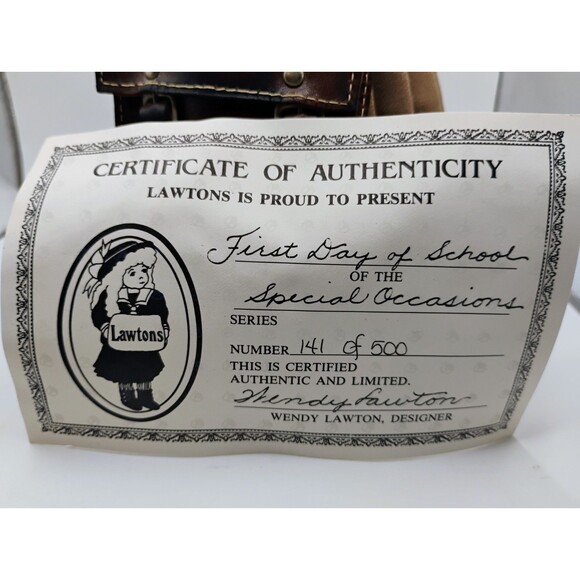 CERTIFICATE OF AUTHENTICITY
LAWTONS IS PROUD TO PRESENT
First Day of School
OF THE
Special Occasions
SERIES
NUMBER 141 of 500
THIS IS CERTIFIED
AUTHENTIC AND LIMITED.
Wendy Lawton
WENDY LAWTON, DESIGNER
Lawtons